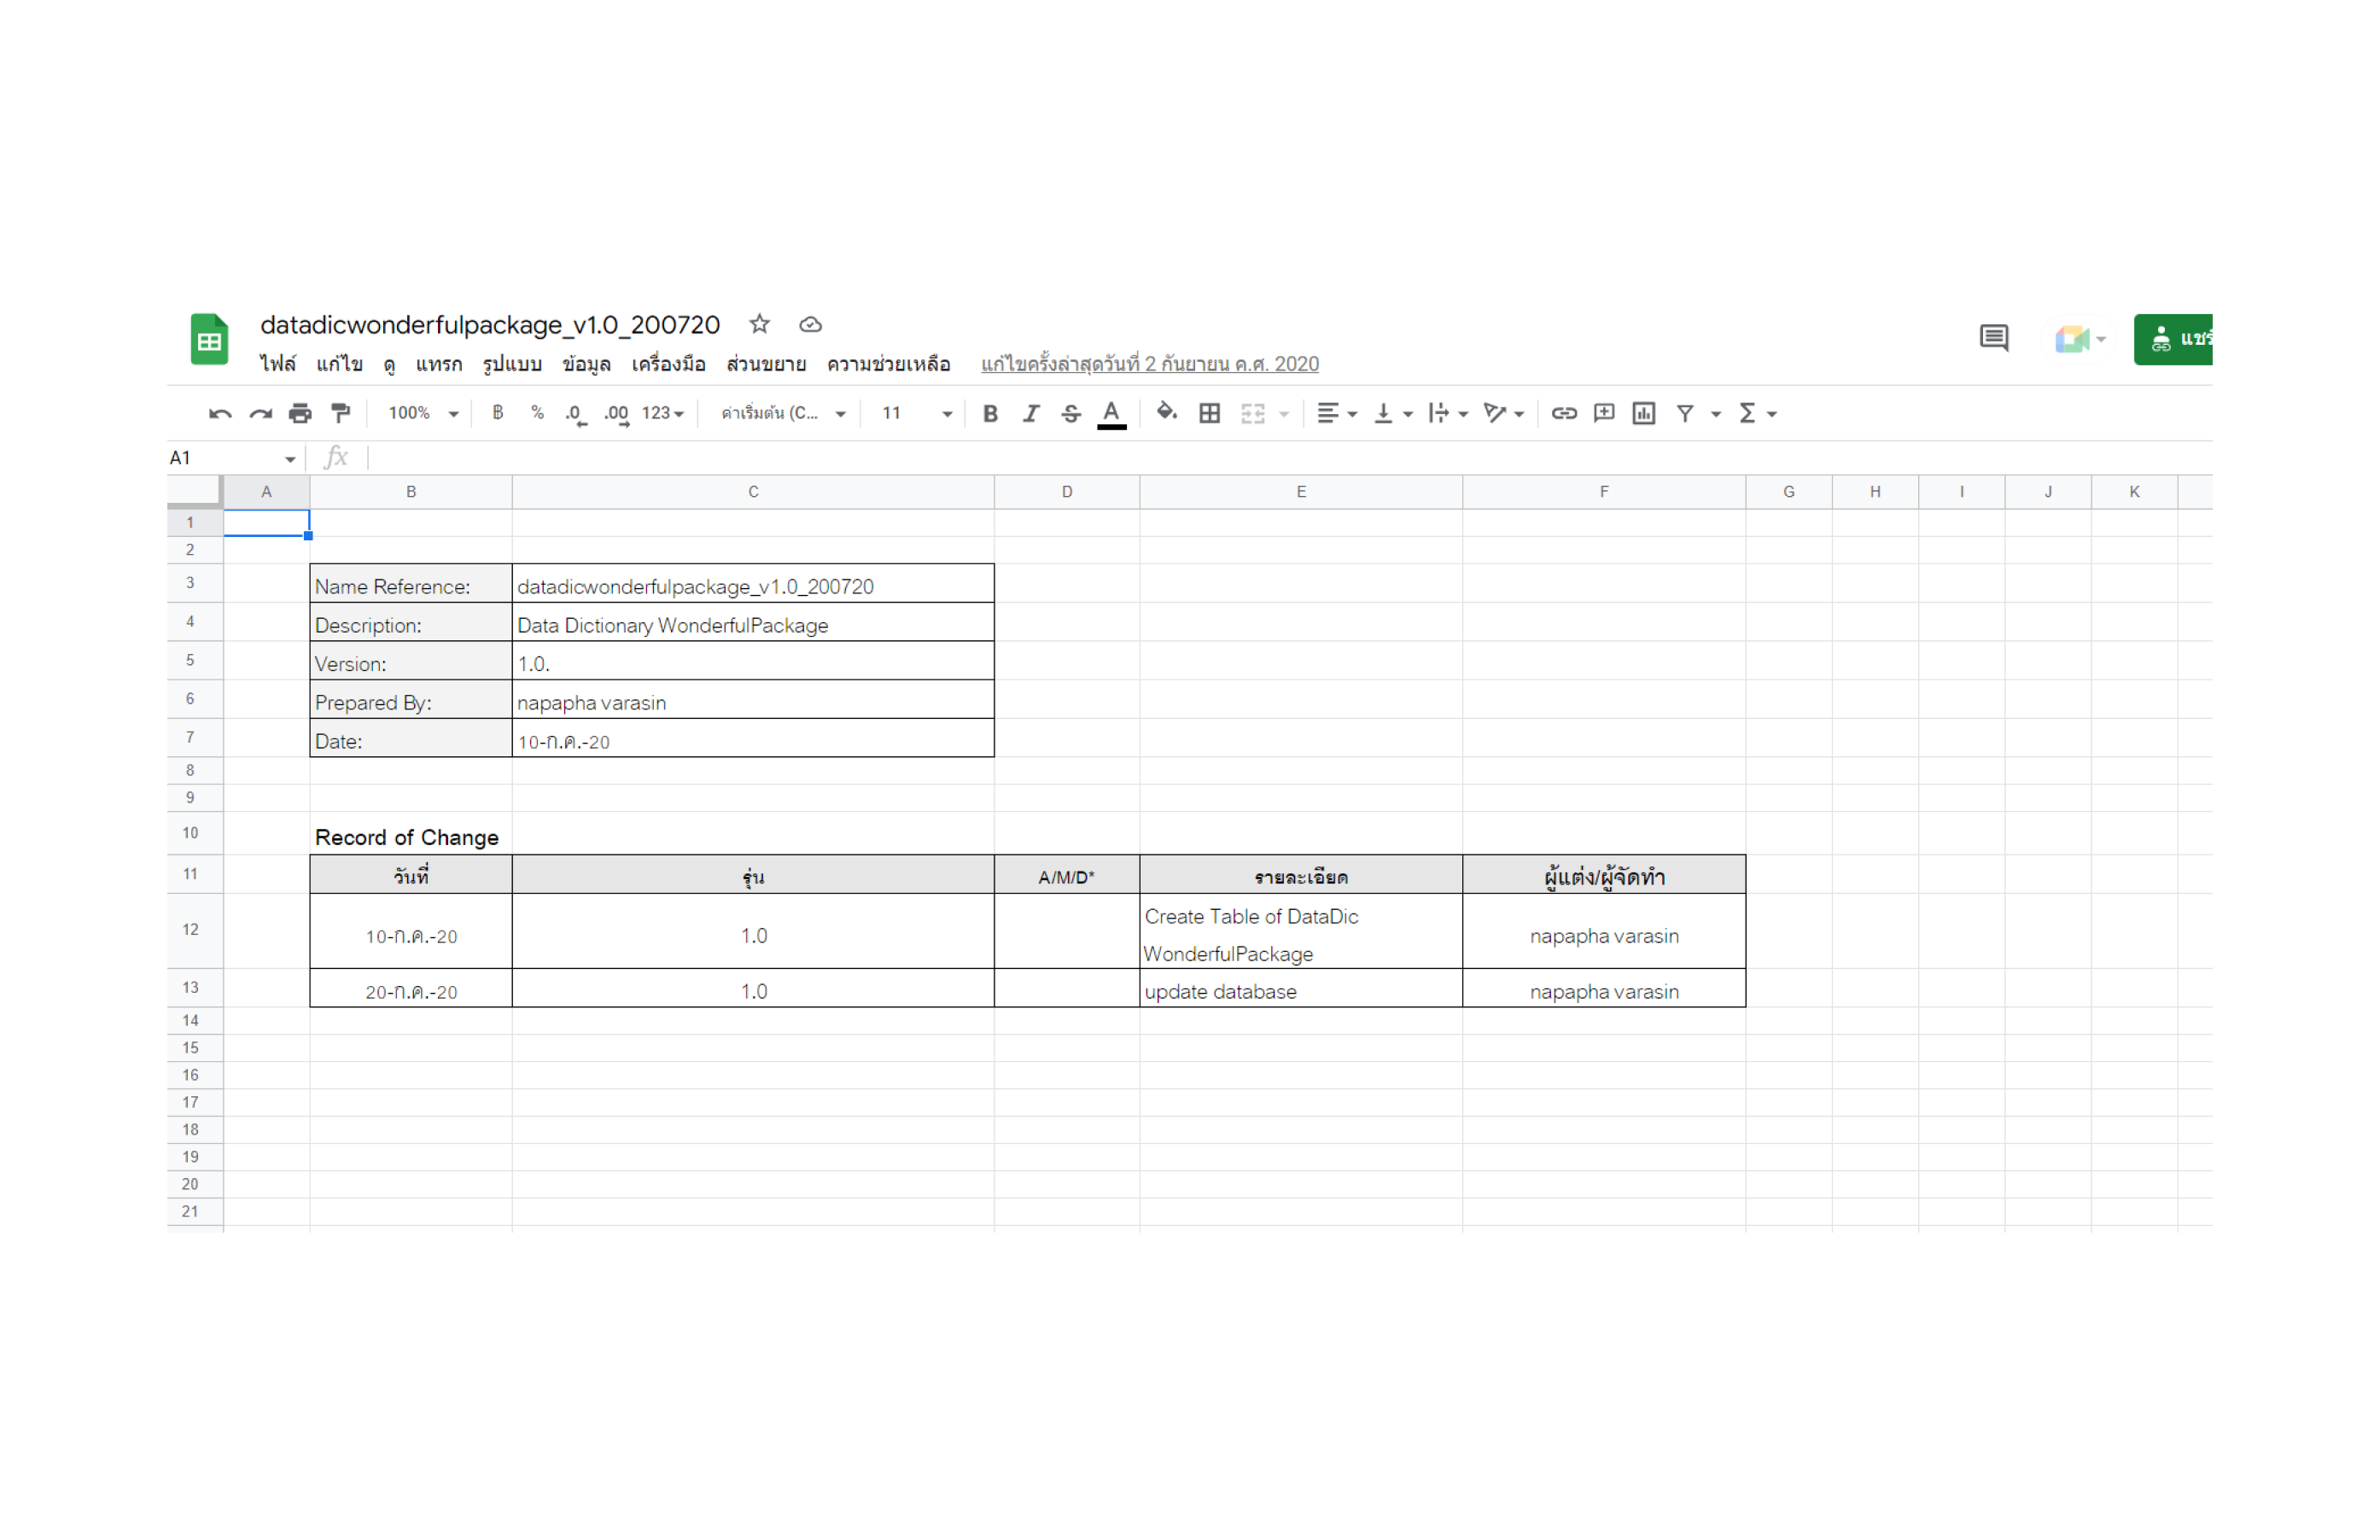 datadicwonderfulpackage_v1.0_200720
ไฟล์ แก้ไข ดู แทรก รูปแบบ ข้อมูล เครื่องมือ ส่วนขยาย ความช่วยเหลือ แก้ไขครั้งล่าสุดวันที่ 2 กันยายน ค.ศ. 2020
100% ฿ % .0 .00 123 ค่าเริ่มต้น (C... 11 B I S A
A1 fx
A B C D E F G H I J K
1
2
3 Name Reference: datadicwonderfulpackage_v1.0_200720
4 Description: Data Dictionary WonderfulPackage
5 Version: 1.0.
6 Prepared By: napapha varasin
7 Date: 10-ก.ค.-20
8
9
10 Record of Change
11 วันที่ รุ่น A/M/D* รายละเอียด ผู้แต่ง/ผู้จัดทำ
12 10-ก.ค.-20 1.0 Create Table of DataDic
WonderfulPackage napapha varasin
13 20-ก.ค.-20 1.0 update database napapha varasin
14
15
16
17
18
19
20
21